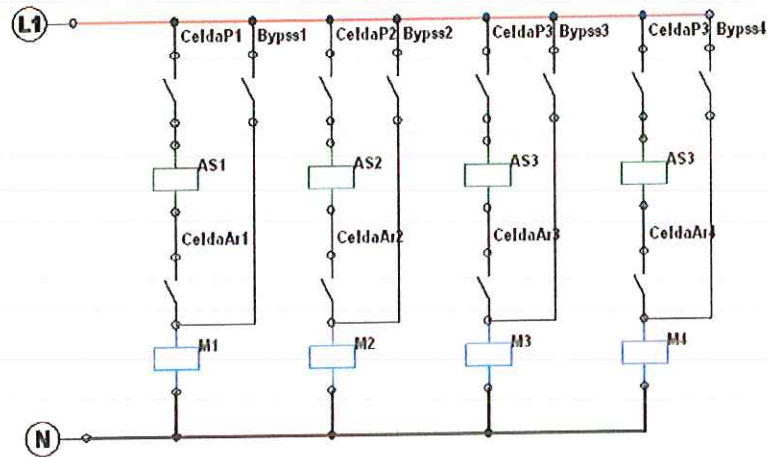 L1
CeldaP1 Bypss1 CeldaP2 Bypss2 CeldaP3 Bypss3 CeldaP3 Bypss4
AS1 AS2 AS3 AS3
CeldaAr1 CeldaAr2 CeldaAr3 CeldaAr4
M1 M2 M3 M4
N